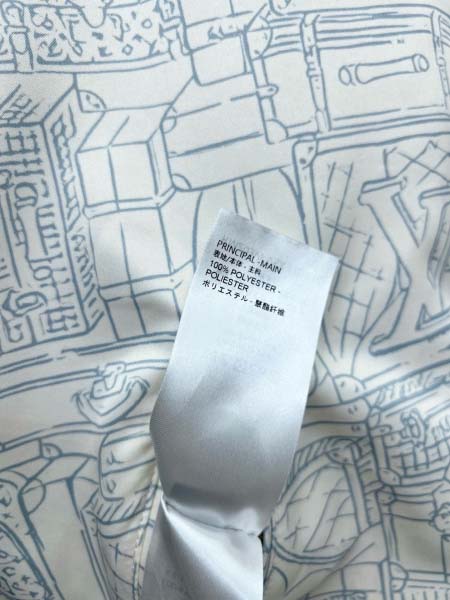 PRINCIPAL - MAIN
表地/本体 - 主料
100% POLYESTER -
POLIESTER
ポリエステル - 聚酯纤维